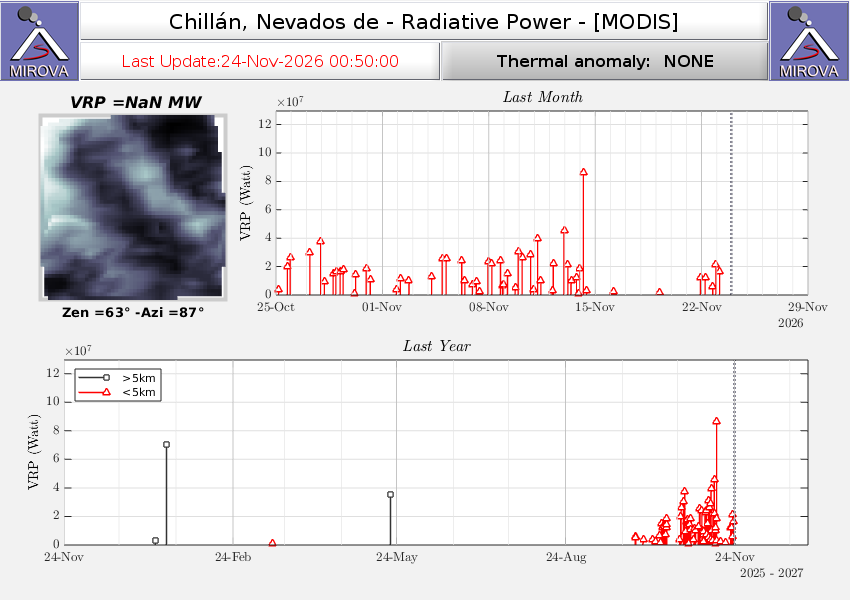 Chillán, Nevados de - Radiative Power - [MODIS]
MIROVA
Last Update:24-Nov-2026 00:50:00
Thermal anomaly: NONE
MIROVA
VRP =NaN MW
Zen =63° -Azi =87°
Last Month
×10⁷
VRP (Watt)
12
10
8
6
4
2
0
25-Oct 01-Nov 08-Nov 15-Nov 22-Nov 29-Nov
2026
Last Year
×10⁷
VRP (Watt)
12
10
8
6
4
2
0
>5km
<5km
24-Nov 24-Feb 24-May 24-Aug 24-Nov
2025 - 2027